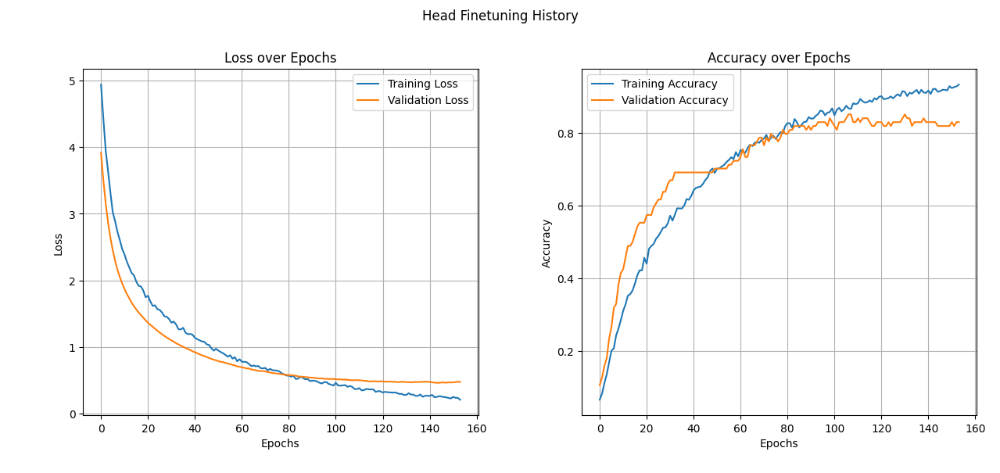 Head Finetuning History
Loss over Epochs
Training Loss
Validation Loss
5
4
3
2
1
0
Loss
0 20 40 60 80 100 120 140 160
Epochs
Accuracy over Epochs
Training Accuracy
Validation Accuracy
0.8
0.6
0.4
0.2
Accuracy
0 20 40 60 80 100 120 140 160
Epochs